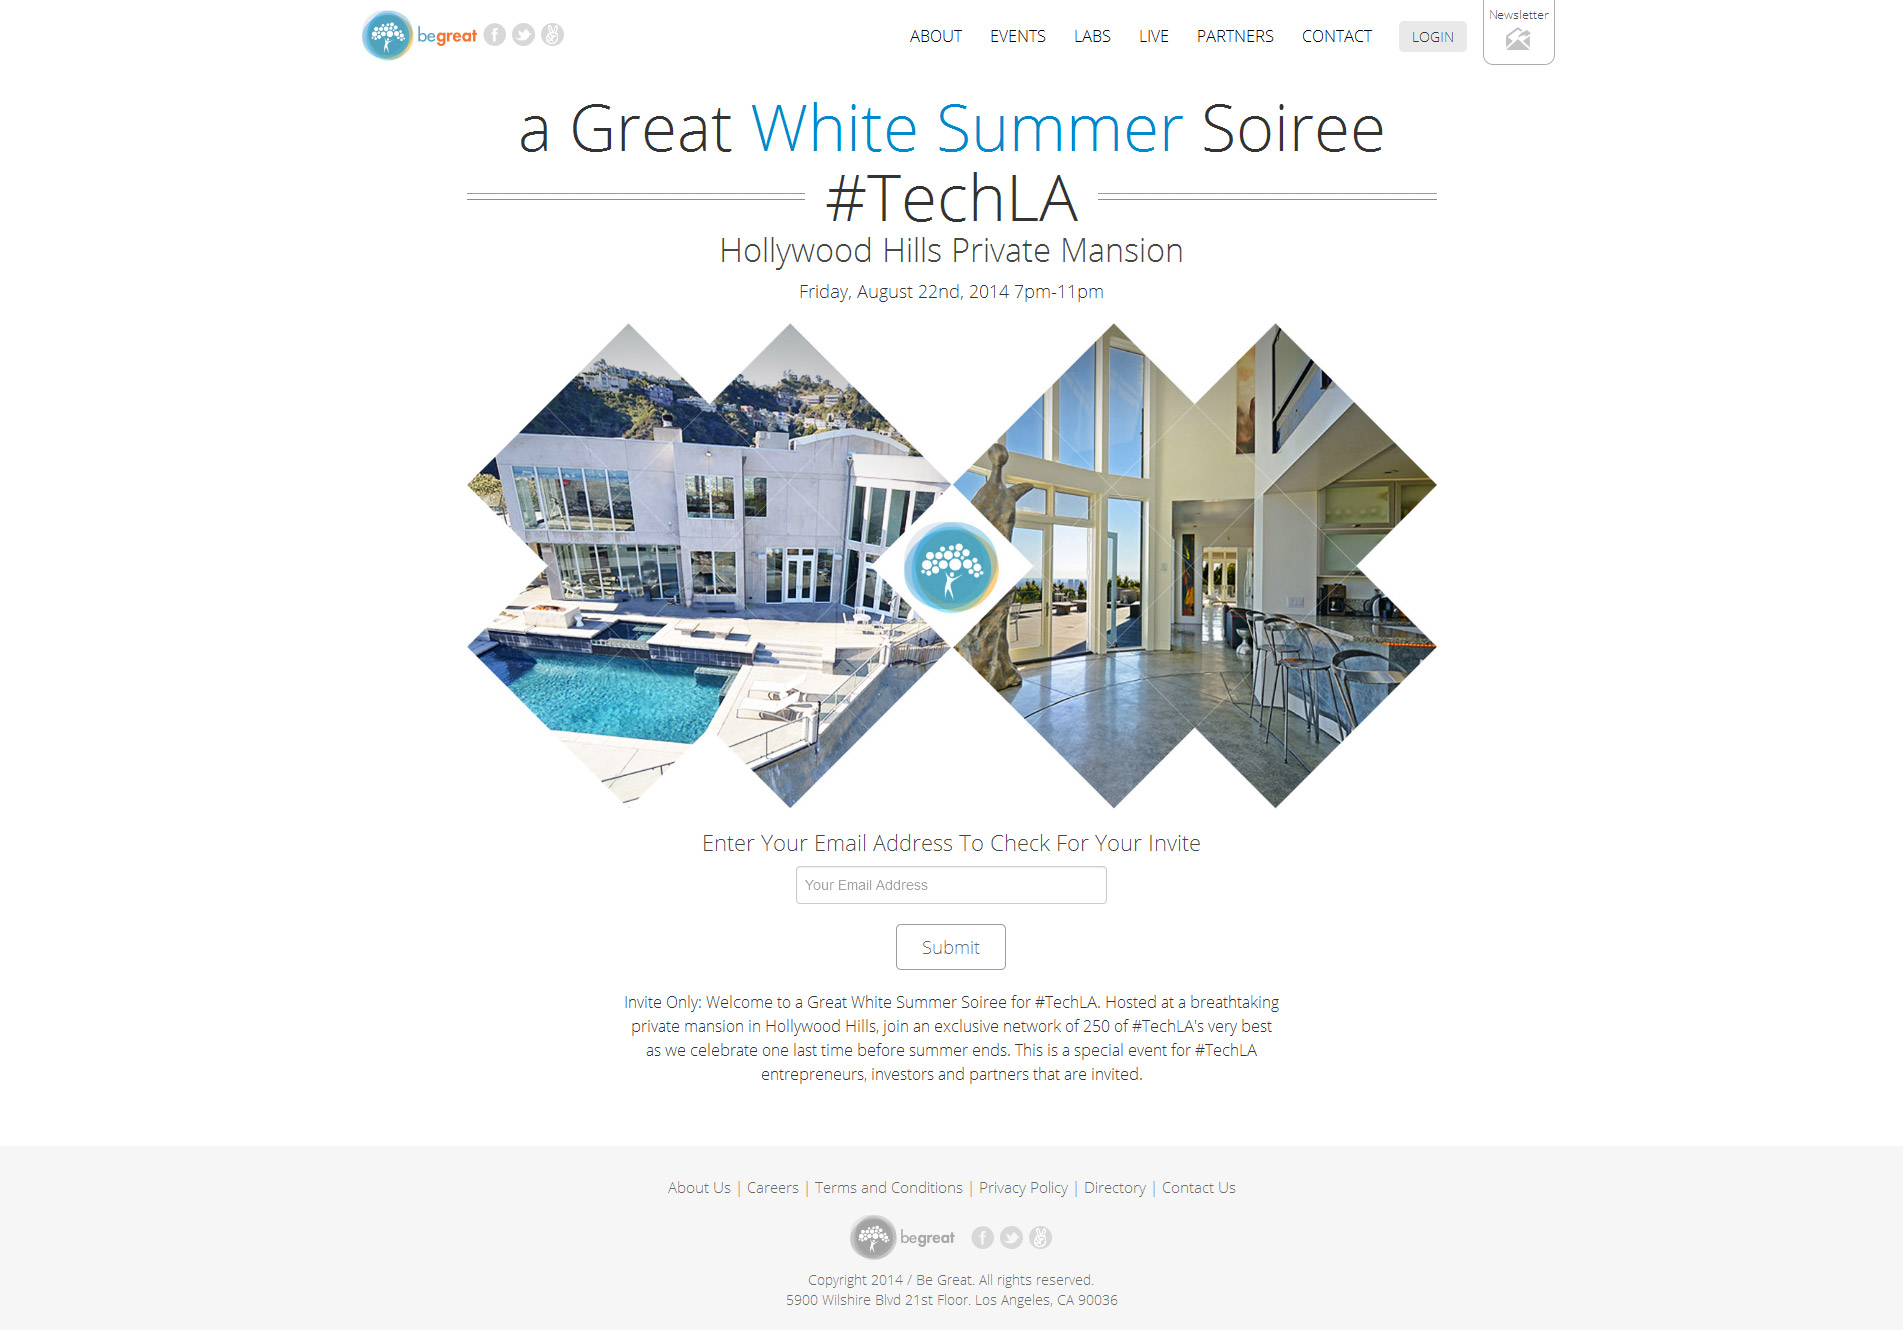 begreat
ABOUT EVENTS LABS LIVE PARTNERS CONTACT LOGIN
Newsletter
a Great White Summer Soiree
#TechLA
Hollywood Hills Private Mansion
Friday, August 22nd, 2014 7pm-11pm
Enter Your Email Address To Check For Your Invite
Your Email Address
Submit
Invite Only: Welcome to a Great White Summer Soiree for #TechLA. Hosted at a breathtaking
private mansion in Hollywood Hills, join an exclusive network of 250 of #TechLA's very best
as we celebrate one last time before summer ends. This is a special event for #TechLA
entrepreneurs, investors and partners that are invited.
About Us | Careers | Terms and Conditions | Privacy Policy | Directory | Contact Us
begreat
Copyright 2014 / Be Great. All rights reserved.
5900 Wilshire Blvd 21st Floor. Los Angeles, CA 90036